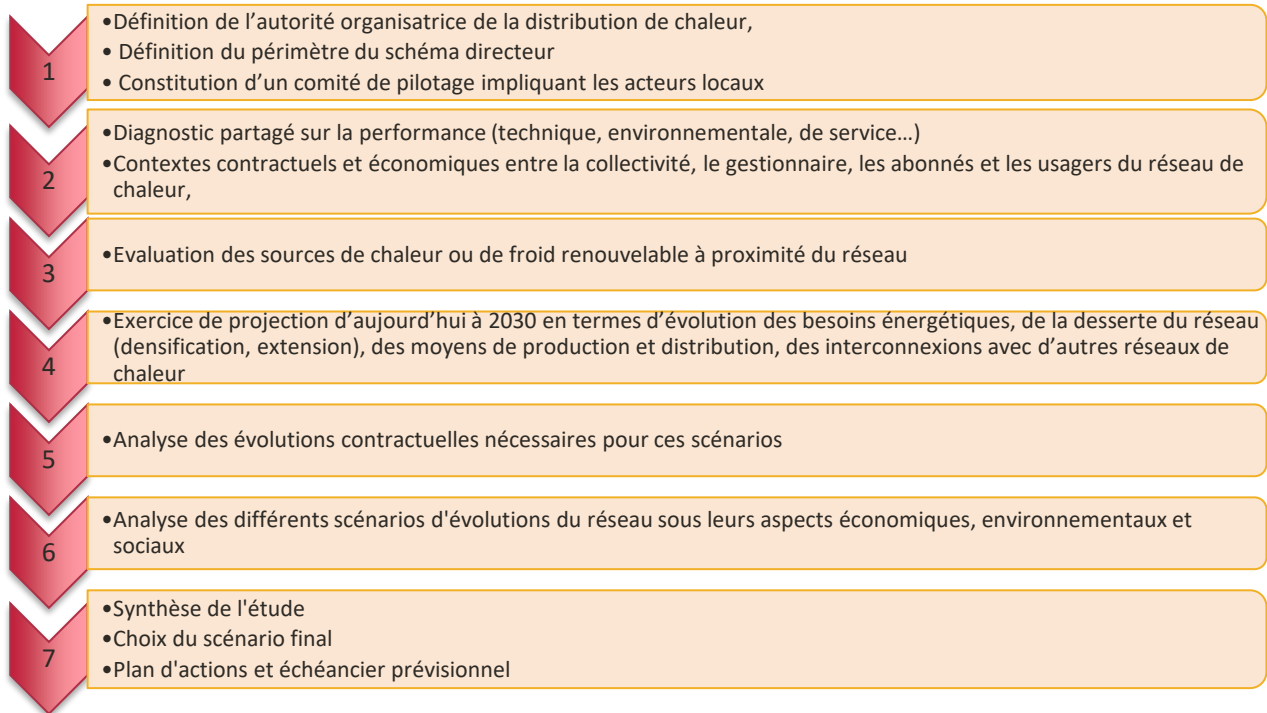 1
•Définition de l'autorité organisatrice de la distribution de chaleur,
• Définition du périmètre du schéma directeur
• Constitution d'un comité de pilotage impliquant les acteurs locaux
2
•Diagnostic partagé sur la performance (technique, environnementale, de service…)
•Contextes contractuels et économiques entre la collectivité, le gestionnaire, les abonnés et les usagers du réseau de
chaleur,
3
•Evaluation des sources de chaleur ou de froid renouvelable à proximité du réseau
4
•Exercice de projection d'aujourd'hui à 2030 en termes d'évolution des besoins énergétiques, de la desserte du réseau
(densification, extension), des moyens de production et distribution, des interconnexions avec d'autres réseaux de
chaleur
5
•Analyse des évolutions contractuelles nécessaires pour ces scénarios
6
•Analyse des différents scénarios d'évolutions du réseau sous leurs aspects économiques, environnementaux et
sociaux
7
•Synthèse de l'étude
•Choix du scénario final
•Plan d'actions et échéancier prévisionnel